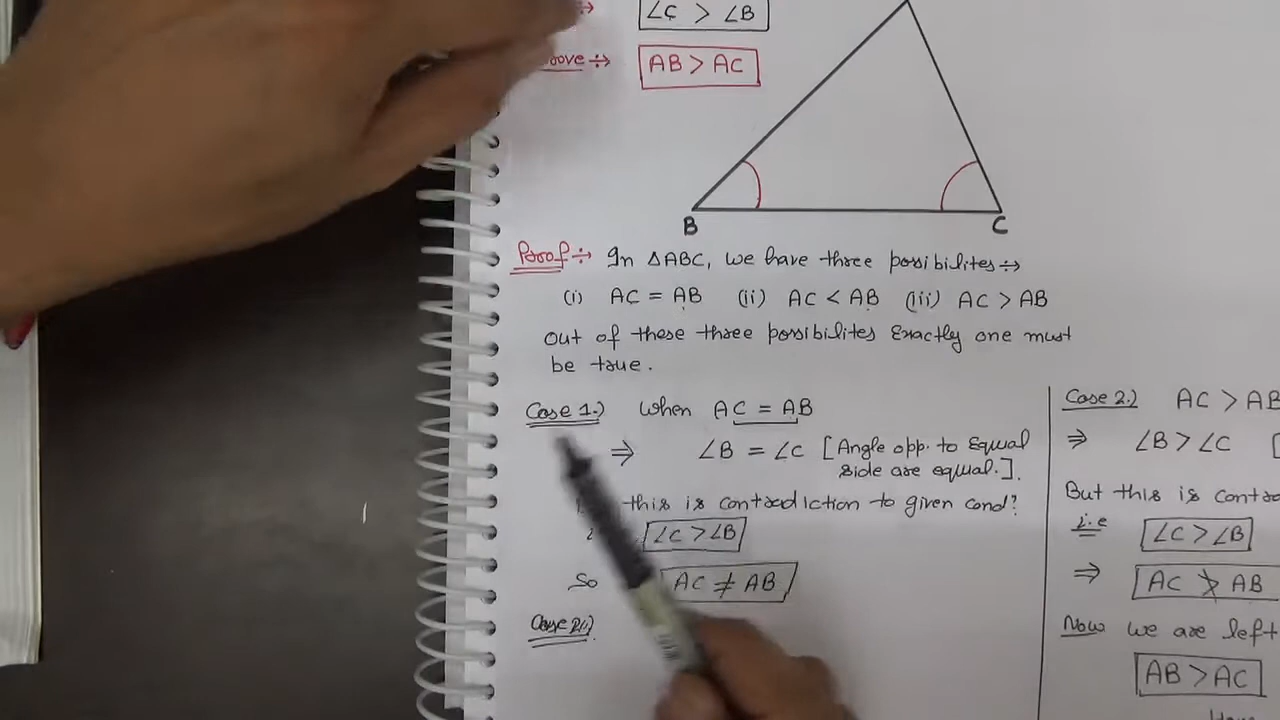 ∠C > ∠B
AB > AC
B
C
Proof ÷ In ΔABC, we have three possibilites ÷
(i) AC = AB (ii) AC < AB (iii) AC > AB
out of these three possibilites Exactly one must
be true.
Case 1.) When AC = AB
⇒ ∠B = ∠C [Angle opp. to Equal
side are equal.].
this is contradiction to given cond?
∠C > ∠B
So AC ≠ AB
Case 2.)
Case 2.) AC > AB
⇒ ∠B > ∠C [
But this is contra
i.e ∠C > ∠B
⇒ AC ≯ AB
Now we are left
AB > AC